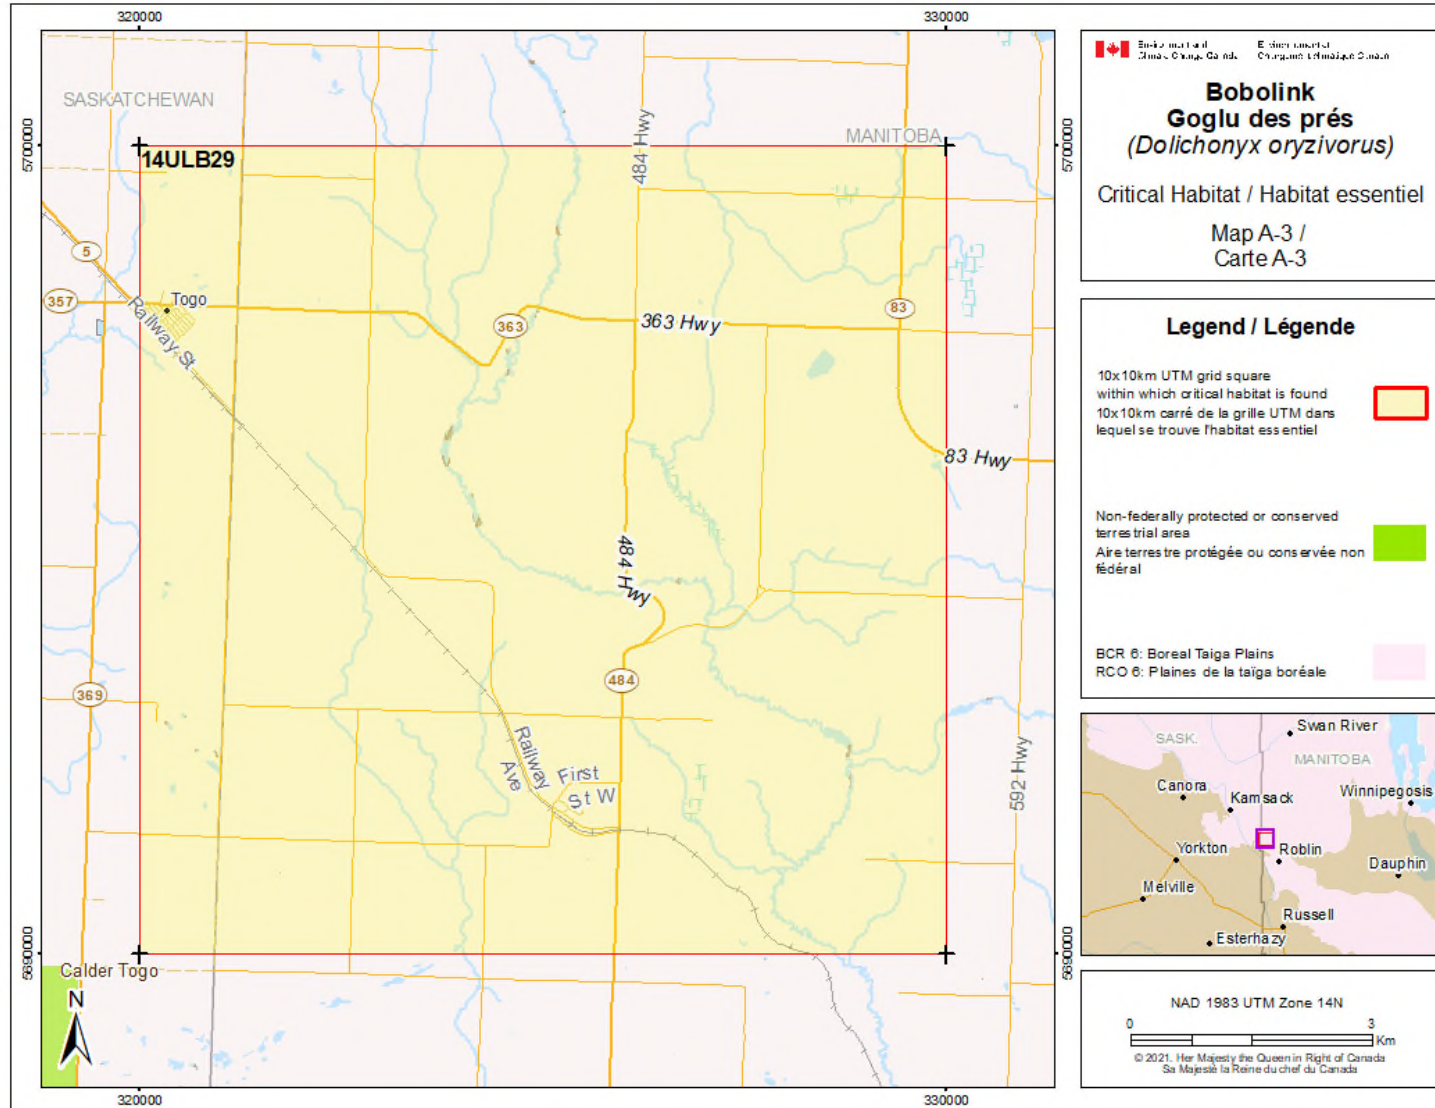 320000
330000
SASKATCHEWAN
484 Hwy
MANITOBA
5700000
5700000
14ULB29
5
357
Togo
Railway St
363
363 Hwy
83
83 Hwy
484 Hwy
369
484
Railway
Ave
First
St W
592 Hwy
5690000
5690000
Calder Togo
N
320000
330000
Bobolink
Goglu des prés
(Dolichonyx oryzivorus)
Critical Habitat / Habitat essentiel
Map A-3 /
Carte A-3
Legend / Légende
10x10km UTM grid square
within which critical habitat is found
10x10km carré de la grille UTM dans
lequel se trouve l'habitat essentiel
Non-federally protected or conserved
terrestrial area
Aire terrestre protégée ou conservée non
fédéral
BCR 6: Boreal Taiga Plains
RCO 6: Plaines de la taïga boréale
Swan River
SASK.
MANITOBA
Canora
Kamsack
Winnipegosis
Yorkton
Roblin
Dauphin
Melville
Russell
Esterhazy
NAD 1983 UTM Zone 14N
0
3
Km
© 2021. Her Majesty the Queen in Right of Canada
Sa Majesté la Reine du chef du Canada